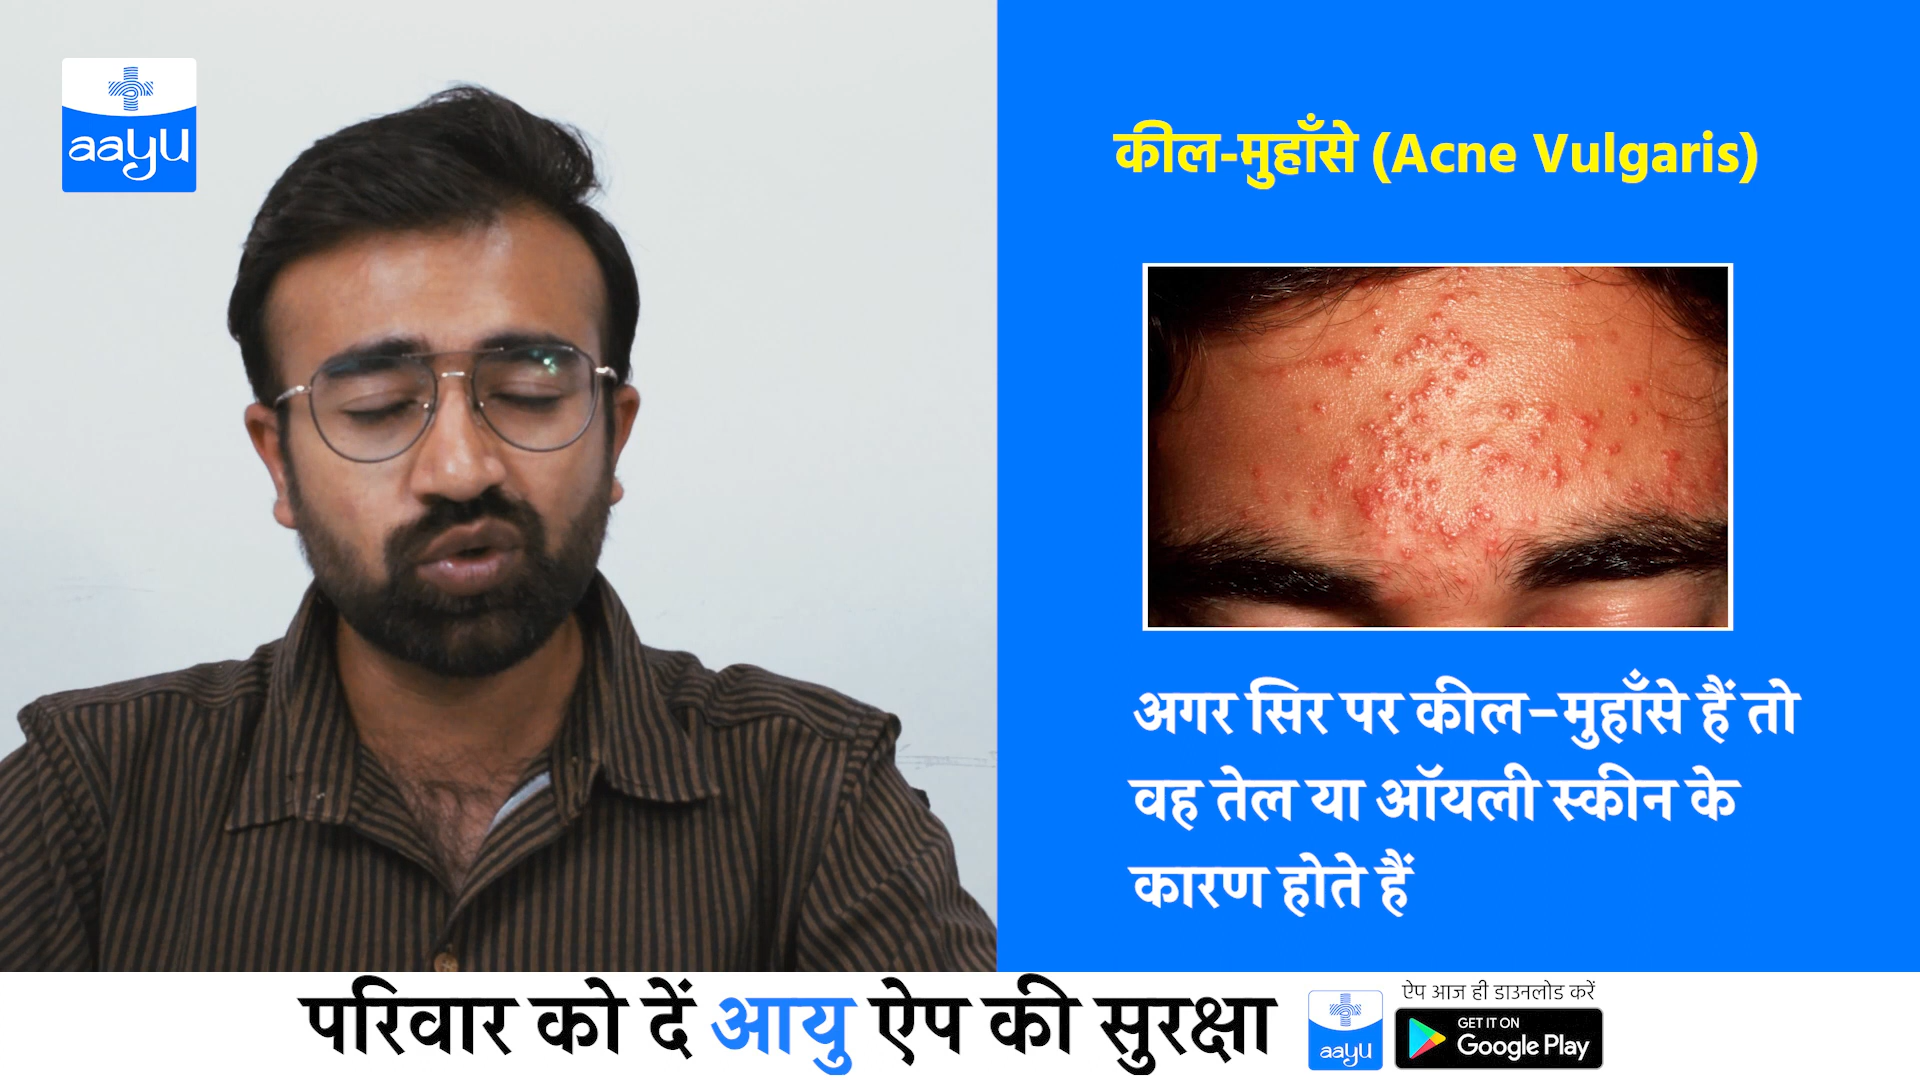 aayu
कील-मुहाँसे (Acne Vulgaris)
अगर सिर पर कील-मुहाँसे हैं तो
वह तेल या ऑयली स्कीन के
कारण होते हैं
परिवार को दें आयु ऐप की सुरक्षा
aayu
ऐप आज ही डाउनलोड करें
GET IT ON
Google Play